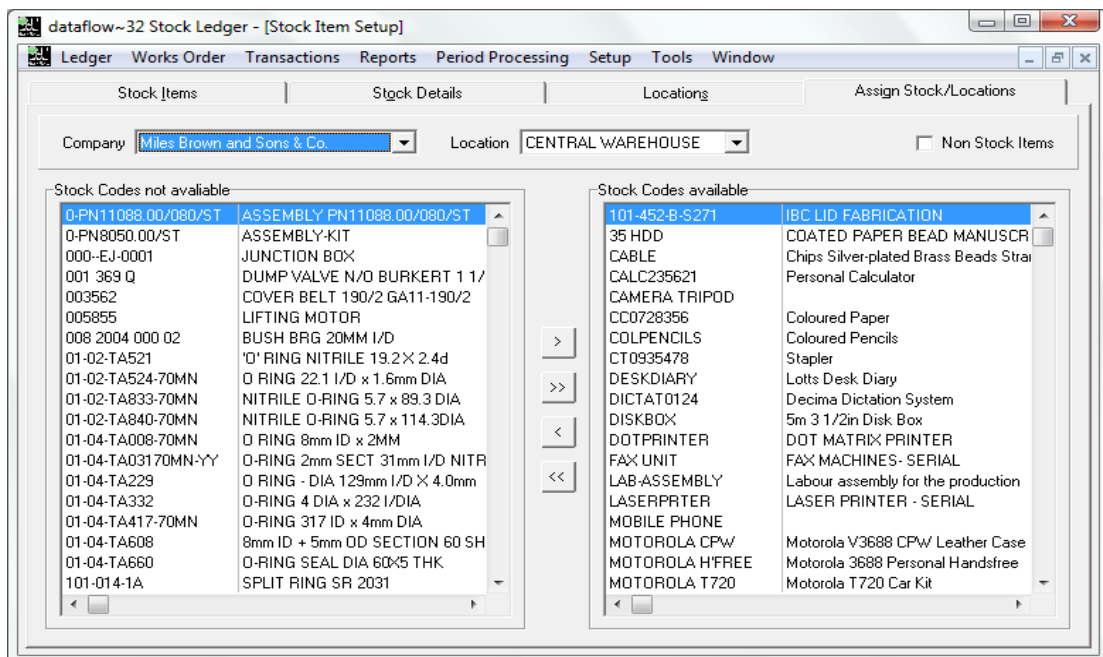 dataflow~32 Stock Ledger - [Stock Item Setup]
Ledger Works Order Transactions Reports Period Processing Setup Tools Window
Stock Items Stock Details Locations Assign Stock/Locations
Company Miles Brown and Sons & Co. Location CENTRAL WAREHOUSE Non Stock Items
Stock Codes not avaliable
0-PN11088.00/080/ST ASSEMBLY PN11088.00/080/ST
0-PN8050.00/ST ASSEMBLY-KIT
000--EJ-0001 JUNCTION BOX
001 369 Q DUMP VALVE N/O BURKERT 1 1/
003562 COVER BELT 190/2 GA11-190/2
005855 LIFTING MOTOR
008 2004 000 02 BUSH BRG 20MM I/D
01-02-TA521 'O' RING NITRILE 19.2 X 2.4d
01-02-TA524-70MN O RING 22.1 I/D x 1.6mm DIA
01-02-TA833-70MN NITRILE O-RING 5.7 x 89.3 DIA
01-02-TA840-70MN NITRILE O-RING 5.7 x 114.3DIA
01-04-TA008-70MN O RING 8mm ID x 2MM
01-04-TA03170MN-YY O-RING 2mm SECT 31mm I/D NITR
01-04-TA229 O RING - DIA 129mm I/D X 4.0mm
01-04-TA332 O-RING 4 DIA x 232 I/DIA
01-04-TA417-70MN O-RING 317 ID x 4mm DIA
01-04-TA608 8mm ID + 5mm OD SECTION 60 SH
01-04-TA660 O-RING SEAL DIA 60X5 THK
101-014-1A SPLIT RING SR 2031
>
>>
<
<<
Stock Codes available
101-452-B-S271 IBC LID FABRICATION
35 HDD COATED PAPER BEAD MANUSCR
CABLE Chips Silver-plated Brass Beads Stra
CALC235621 Personal Calculator
CAMERA TRIPOD
CC0728356 Coloured Paper
COLPENCILS Coloured Pencils
CT0935478 Stapler
DESKDIARY Lotts Desk Diary
DICTAT0124 Decima Dictation System
DISKBOX 5m 3 1/2in Disk Box
DOTPRINTER DOT MATRIX PRINTER
FAX UNIT FAX MACHINES- SERIAL
LAB-ASSEMBLY Labour assembly for the production
LASERPRTER LASER PRINTER - SERIAL
MOBILE PHONE
MOTOROLA CPW Motorola V3688 CPW Leather Case
MOTOROLA H'FREE Motorola 3688 Personal Handsfree
MOTOROLA T720 Motorola T720 Car Kit